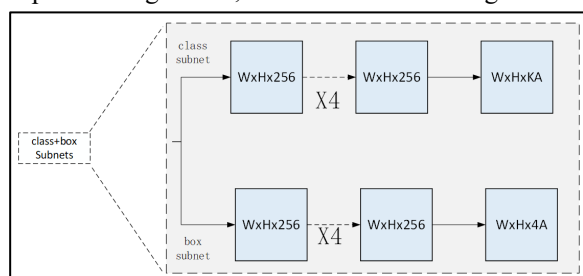 class
subnet
WxHx256
X4
WxHx256
WxHxKA
class+box
Subnets
WxHx256
X4
WxHx256
WxHx4A
box
subnet